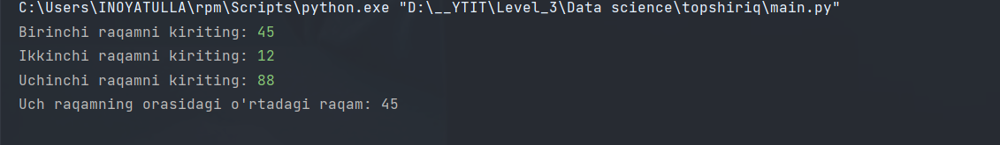 C:\Users\INOYATULLA\rpm\Scripts\python.exe "D:\__YTIT\Level_3\Data science\topshiriq\main.py"
Birinchi raqamni kiriting: 45
Ikkinchi raqamni kiriting: 12
Uchinchi raqamni kiriting: 88
Uch raqamning orasidagi o'rtadagi raqam: 45